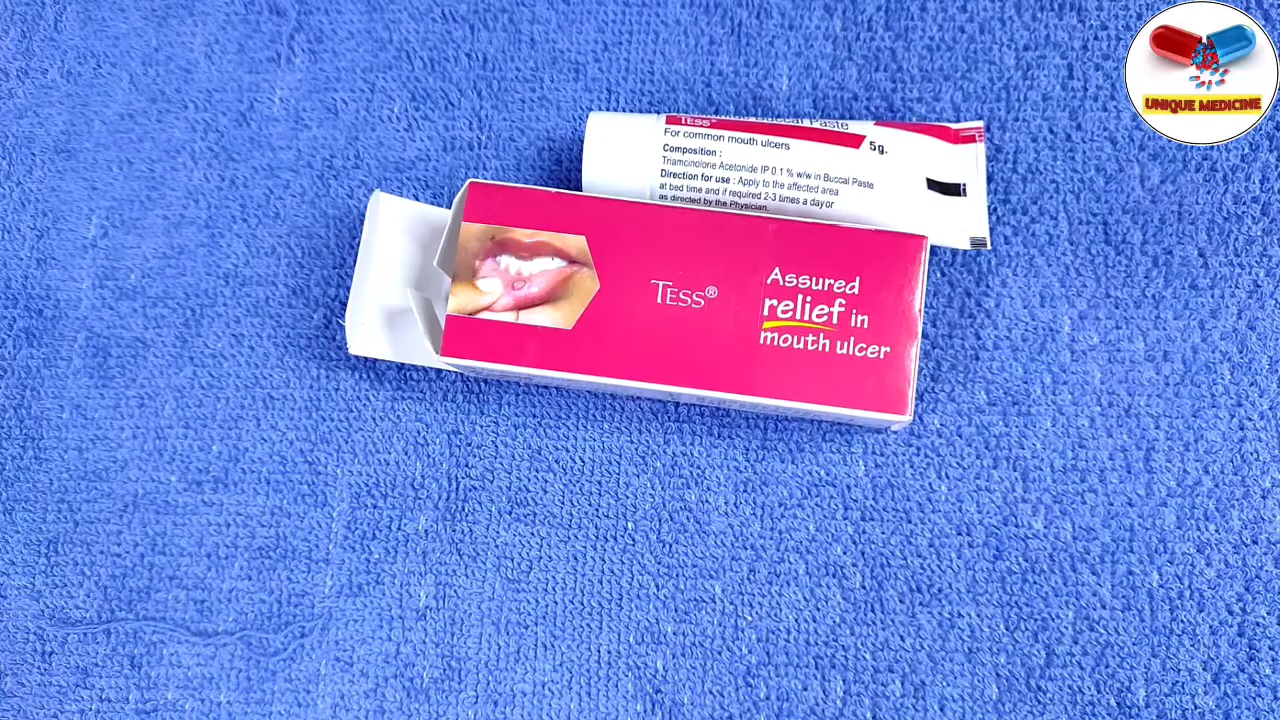 UNIQUE MEDICINE
Buccal Paste
TESS®
For common mouth ulcers
5g.
Composition :
Triamcinolone Acetonide IP 0.1 % w/w in Buccal Paste
Direction for use : Apply to the affected area
at bed time and if required 2-3 times a day or
as directed by the Physician.
TESS®
Assured
relief in
mouth ulcer